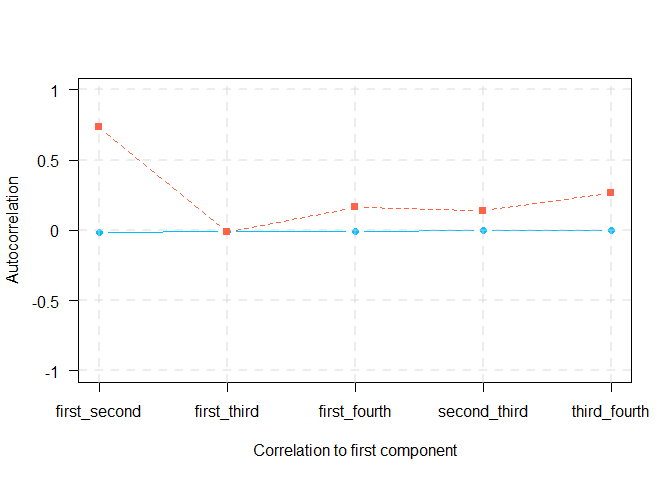 1
0.5
0
-0.5
-1
Autocorrelation
first_second first_third first_fourth second_third third_fourth
Correlation to first component